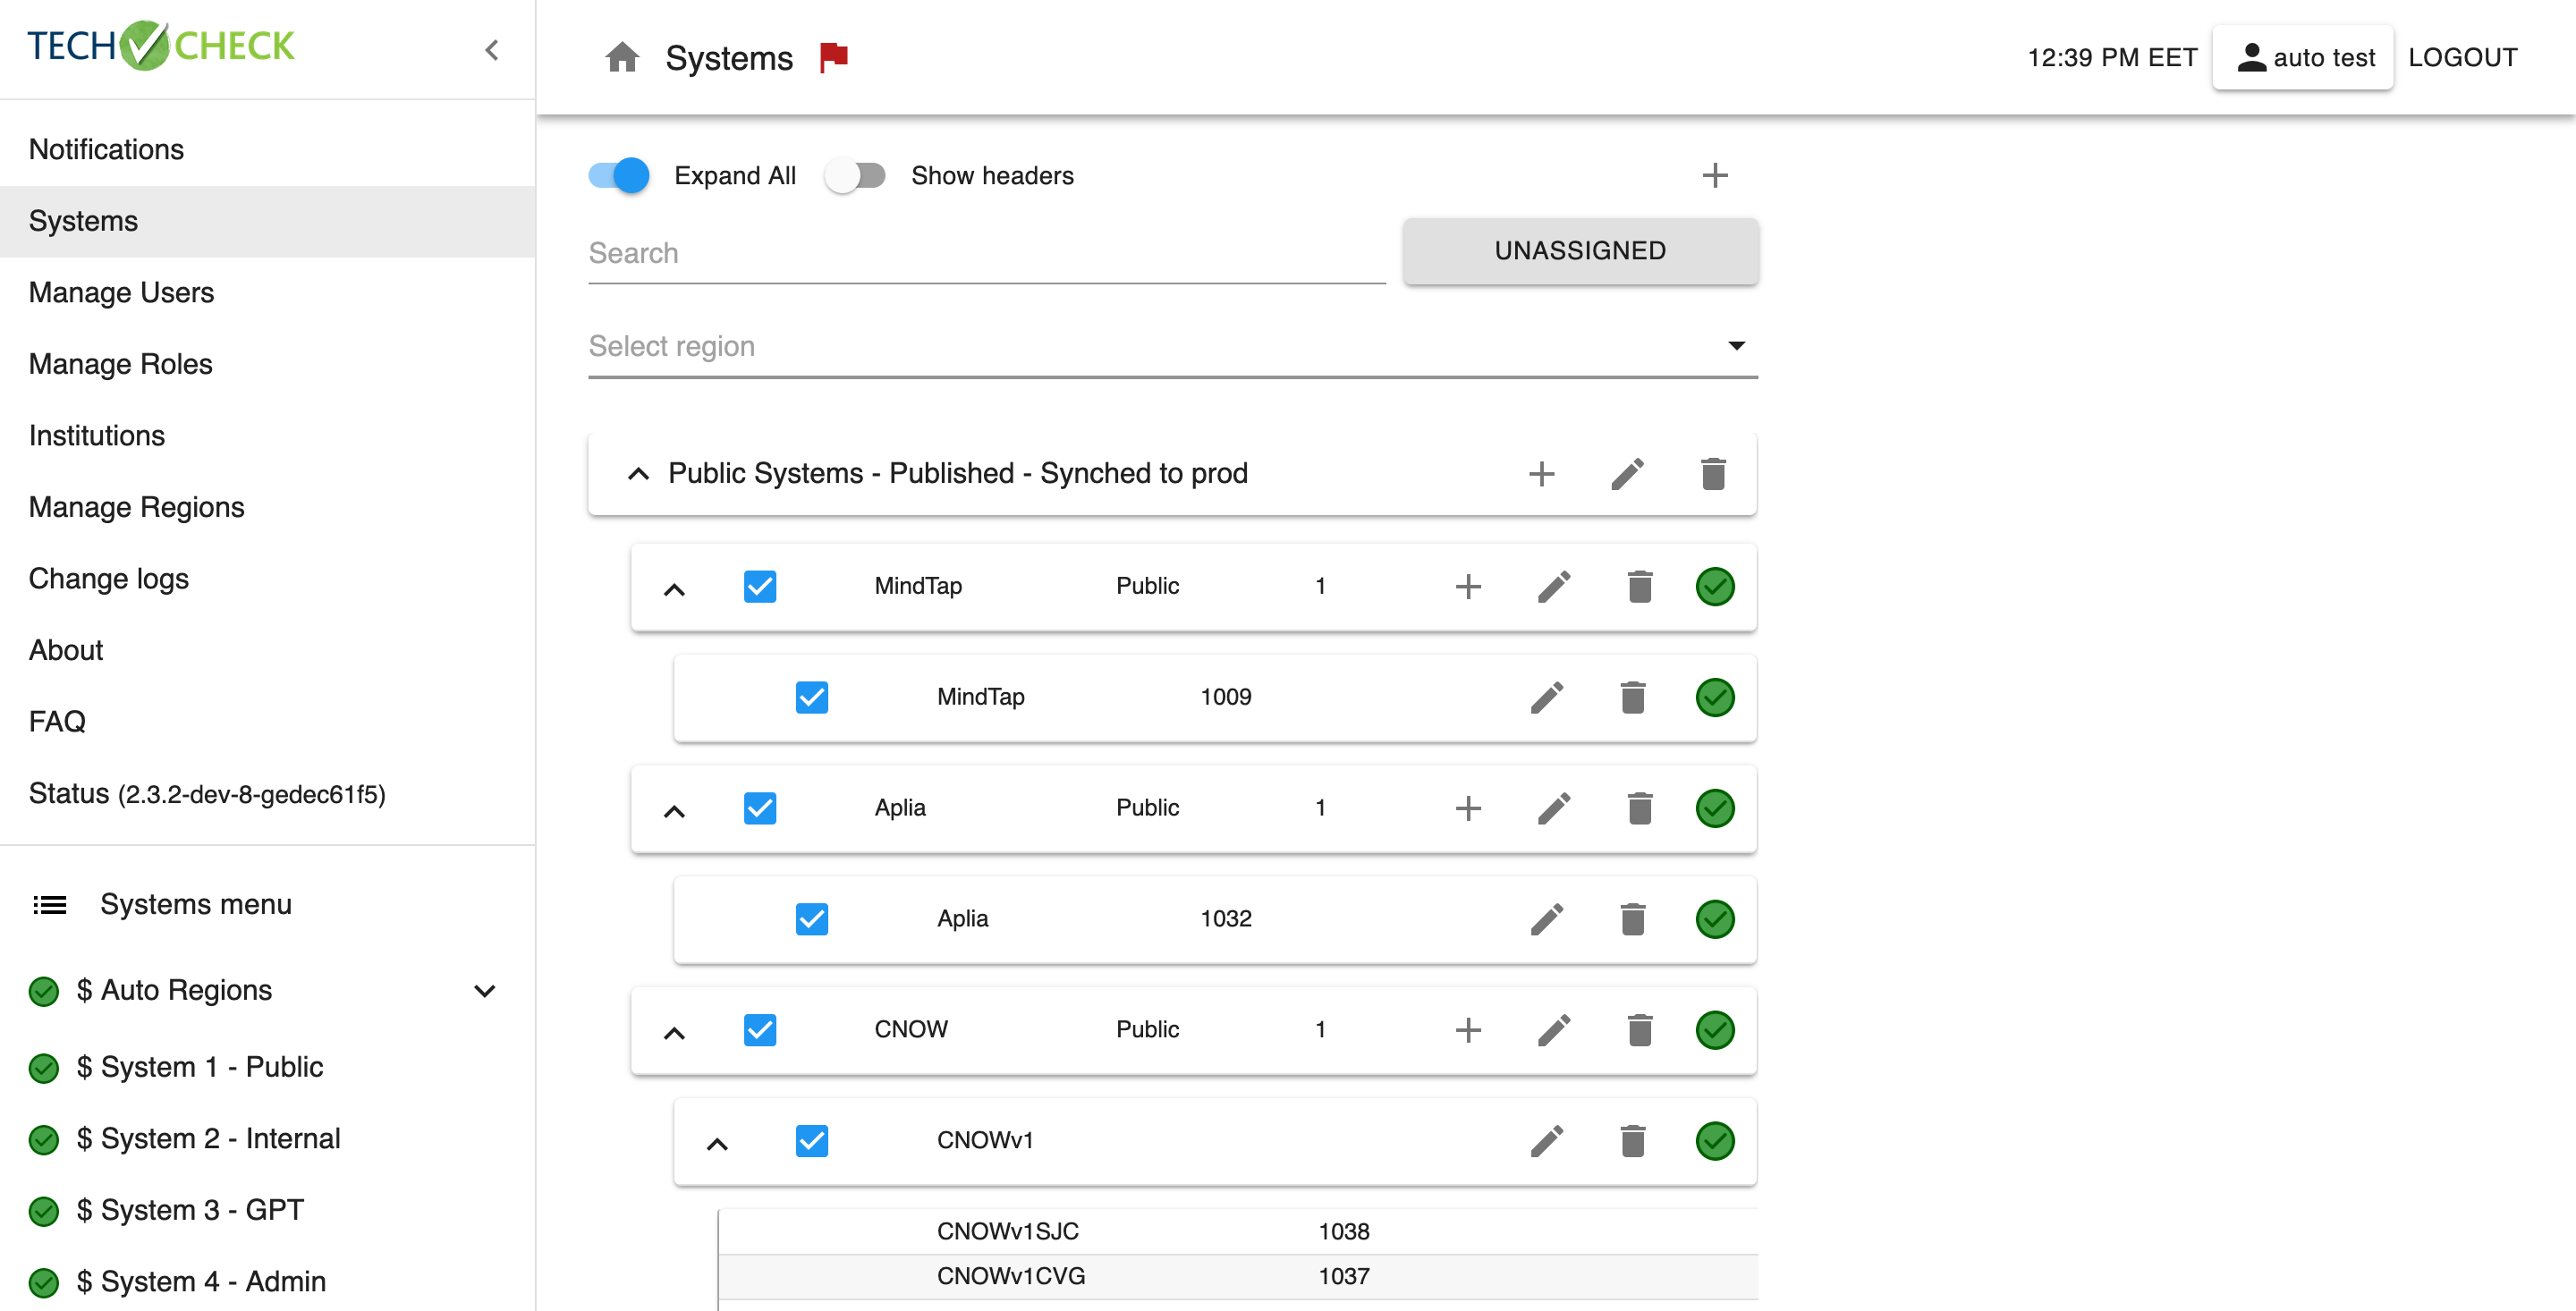 TECH CHECK
Notifications
Systems
Manage Users
Manage Roles
Institutions
Manage Regions
Change logs
About
FAQ
Status (2.3.2-dev-8-gedec61f5)
Systems menu
$ Auto Regions
$ System 1 - Public
$ System 2 - Internal
$ System 3 - GPT
$ System 4 - Admin
Systems
12:39 PM EET auto test LOGOUT
Expand All Show headers
Search UNASSIGNED
Select region
Public Systems - Published - Synched to prod
MindTap Public 1
MindTap 1009
Aplia Public 1
Aplia 1032
CNOW Public 1
CNOWv1
CNOWv1SJC 1038
CNOWv1CVG 1037